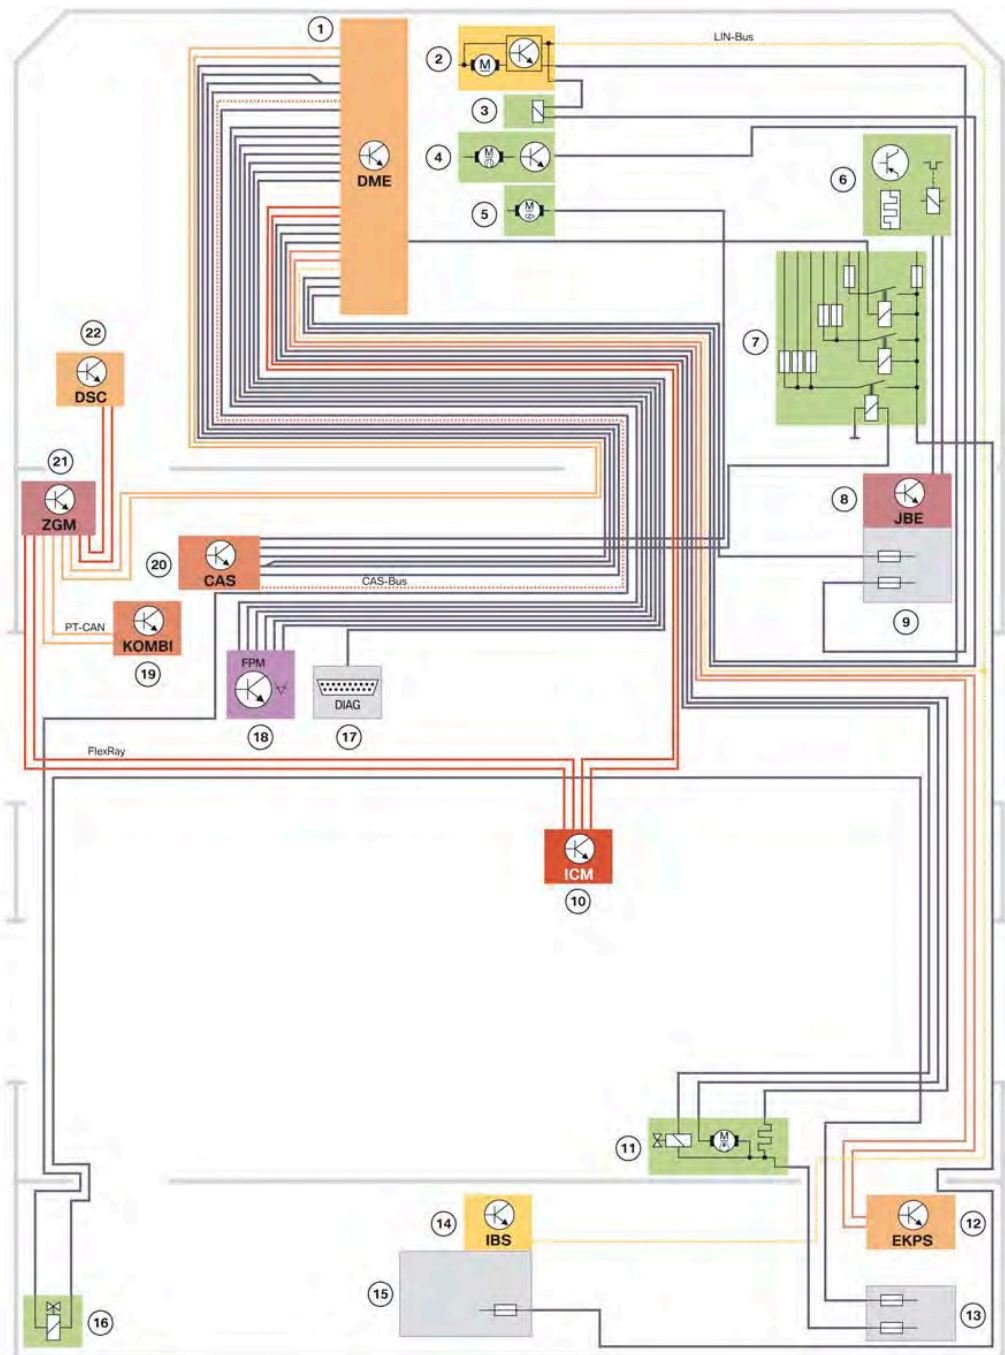 1
LIN-Bus
2
M
3
4
M
DME
5
M
6
7
22
DSC
21
ZGM
8
JBE
20
CAS
CAS-Bus
9
PT-CAN
KOMBI
19
FPM
18
DIAG
17
FlexRay
ICM
10
11
M
14
IBS
12
EKPS
15
13
16